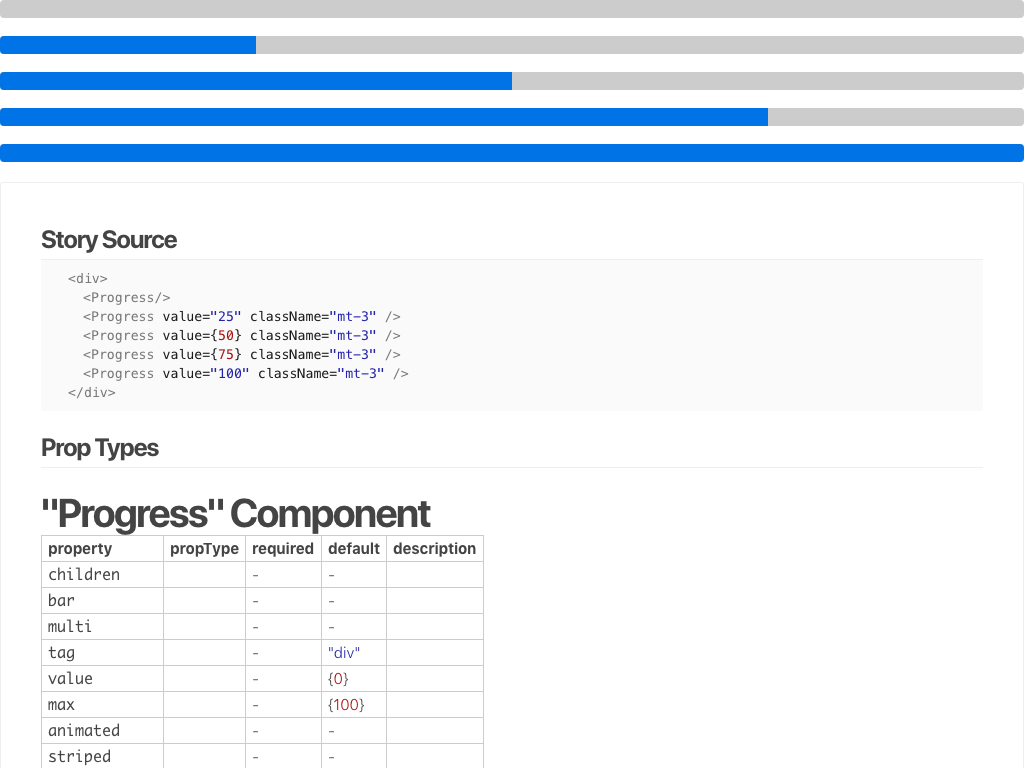 Story Source
<div>
<Progress/>
<Progress value="25" className="mt-3" />
<Progress value={50} className="mt-3" />
<Progress value={75} className="mt-3" />
<Progress value="100" className="mt-3" />
</div>
Prop Types
"Progress" Component
property propType required default description
children - -
bar - -
multi - -
tag - "div"
value - {0}
max - {100}
animated - -
striped - -